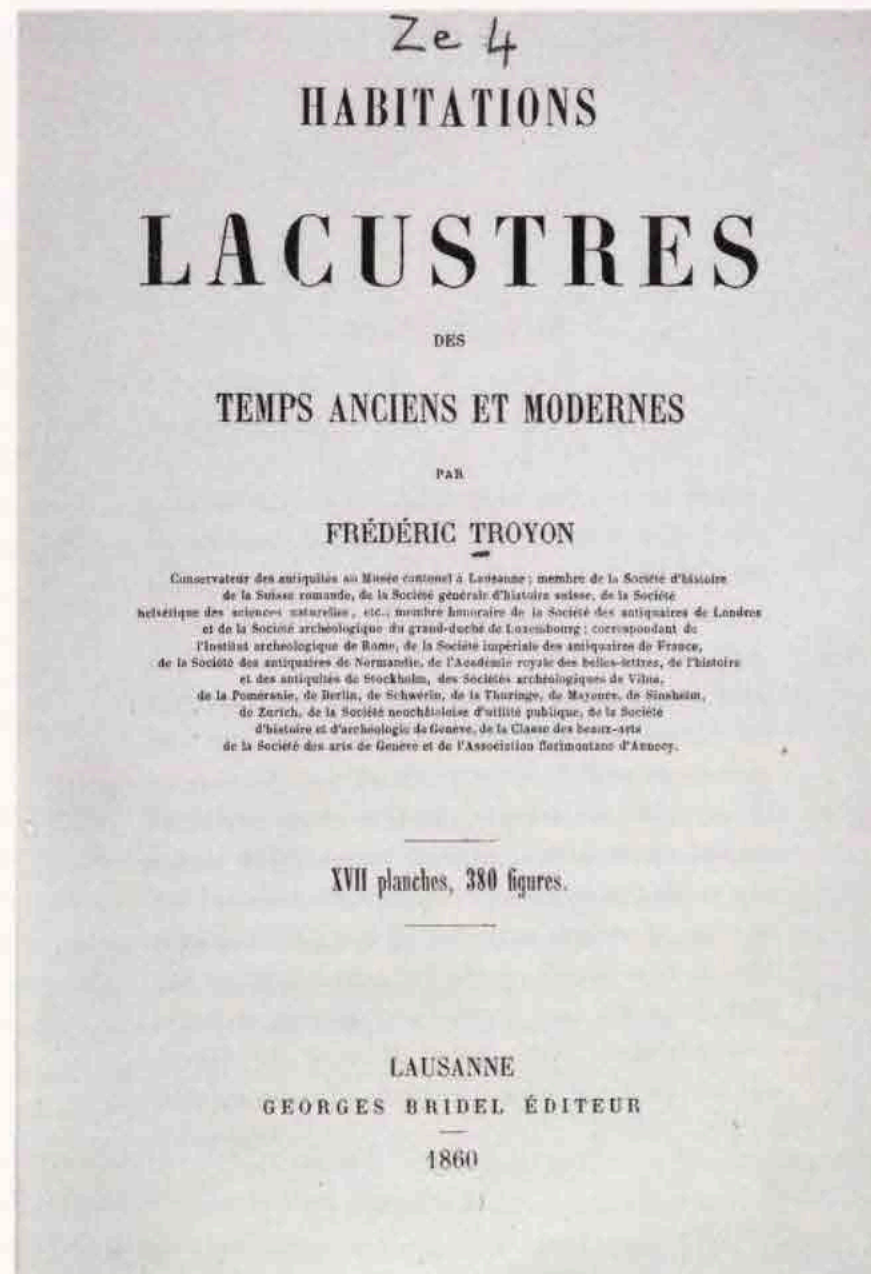 Ze 4
HABITATIONS
LACUSTRES
DES
TEMPS ANCIENS ET MODERNES
PAR
FRÉDÉRIC TROYON
Conservateur des antiquités au Musée cantonal à Lausanne; membre de la Société d'histoire
de la Suisse romande, de la Société générale d'histoire suisse, de la Société
helvétique des sciences naturelles, etc., membre honoraire de la Société des antiquaires de Londres
et de la Société archéologique du grand-duché de Luxembourg; correspondant de
l'Institut archéologique de Rome, de la Société impériale des antiquaires de France,
de la Société des antiquaires de Normandie, de l'Académie royale des belles-lettres, de l'histoire
et des antiquités de Stockholm, des Sociétés archéologiques de Vilna,
de la Poméranie, de Berlin, de Schwérin, de la Thuringe, de Mayence, de Sinsheim,
de Zurich, de la Société neuchâteloise d'utilité publique, de la Société
d'histoire et d'archéologie de Genève, de la Classe des beaux-arts
de la Société des arts de Genève et de l'Association florimontane d'Annecy.
XVII planches, 380 figures.
LAUSANNE
GEORGES BRIDEL ÉDITEUR
1860